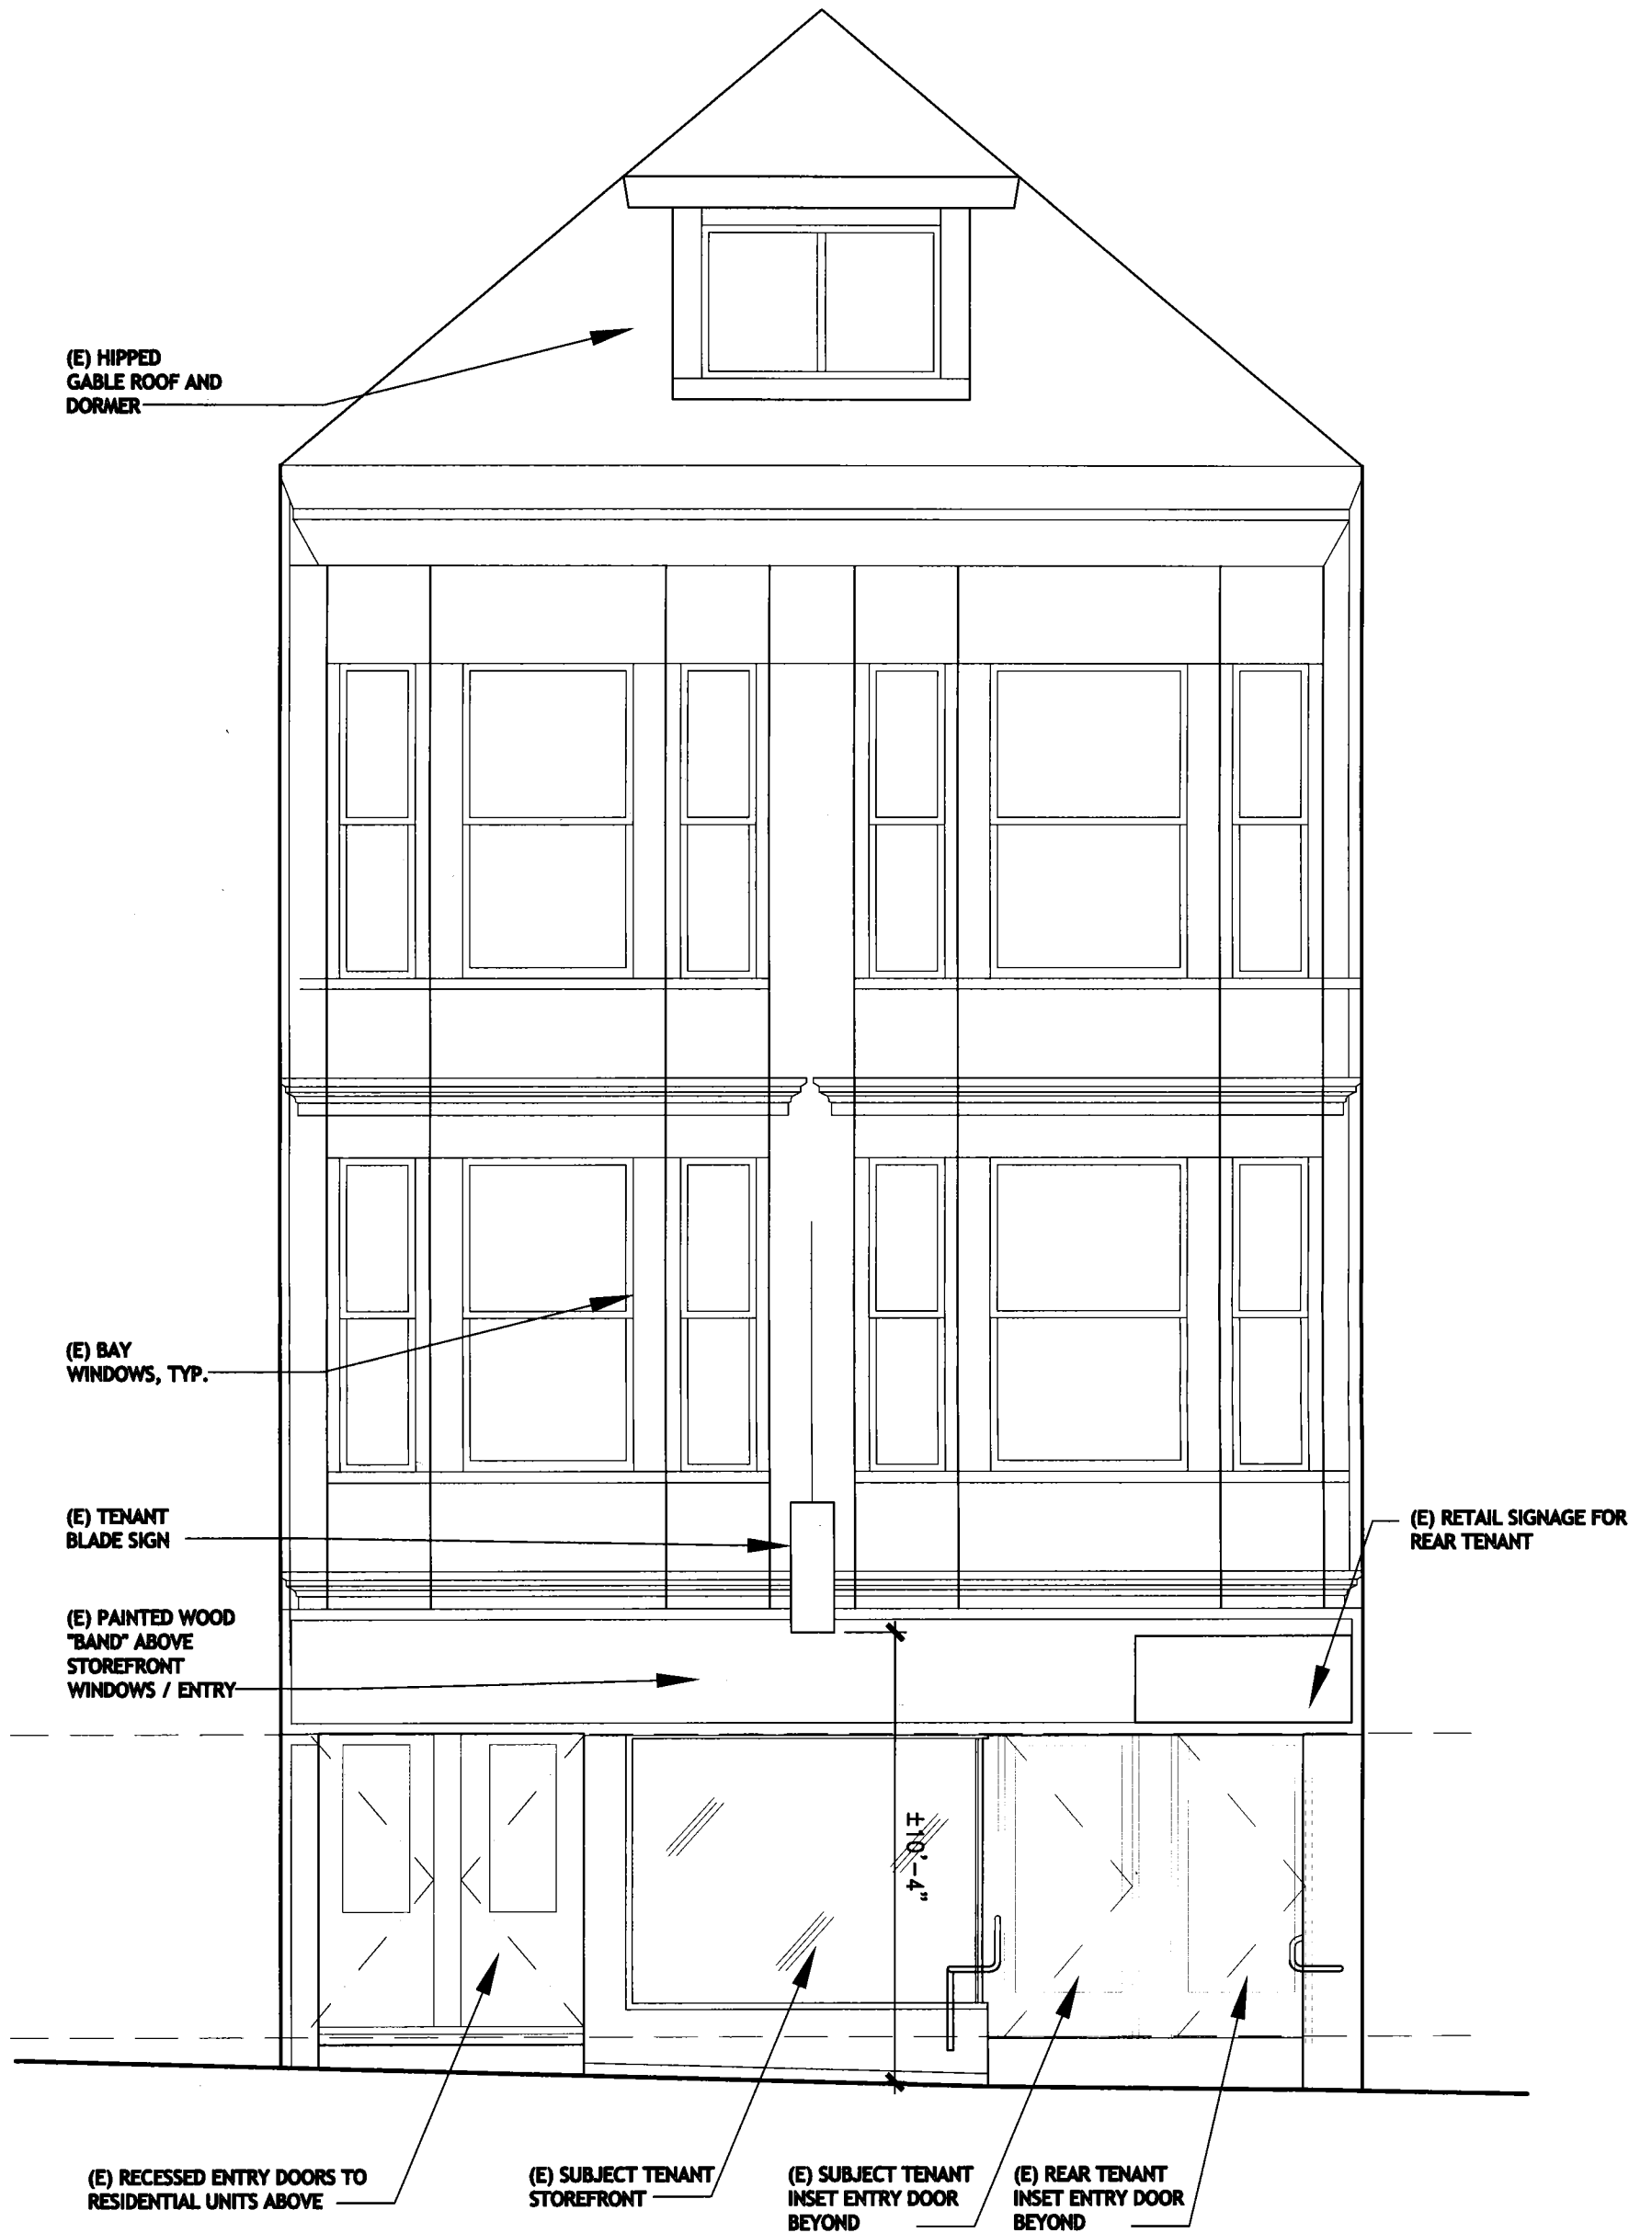 (E) HIPPED
GABLE ROOF AND
DORMER
(E) BAY
WINDOWS, TYP.
(E) TENANT
BLADE SIGN
(E) RETAIL SIGNAGE FOR
REAR TENANT
(E) PAINTED WOOD
"BAND" ABOVE
STOREFRONT
WINDOWS / ENTRY
±10'-4"
(E) RECESSED ENTRY DOORS TO
RESIDENTIAL UNITS ABOVE
(E) SUBJECT TENANT
STOREFRONT
(E) SUBJECT TENANT
INSET ENTRY DOOR
BEYOND
(E) REAR TENANT
INSET ENTRY DOOR
BEYOND